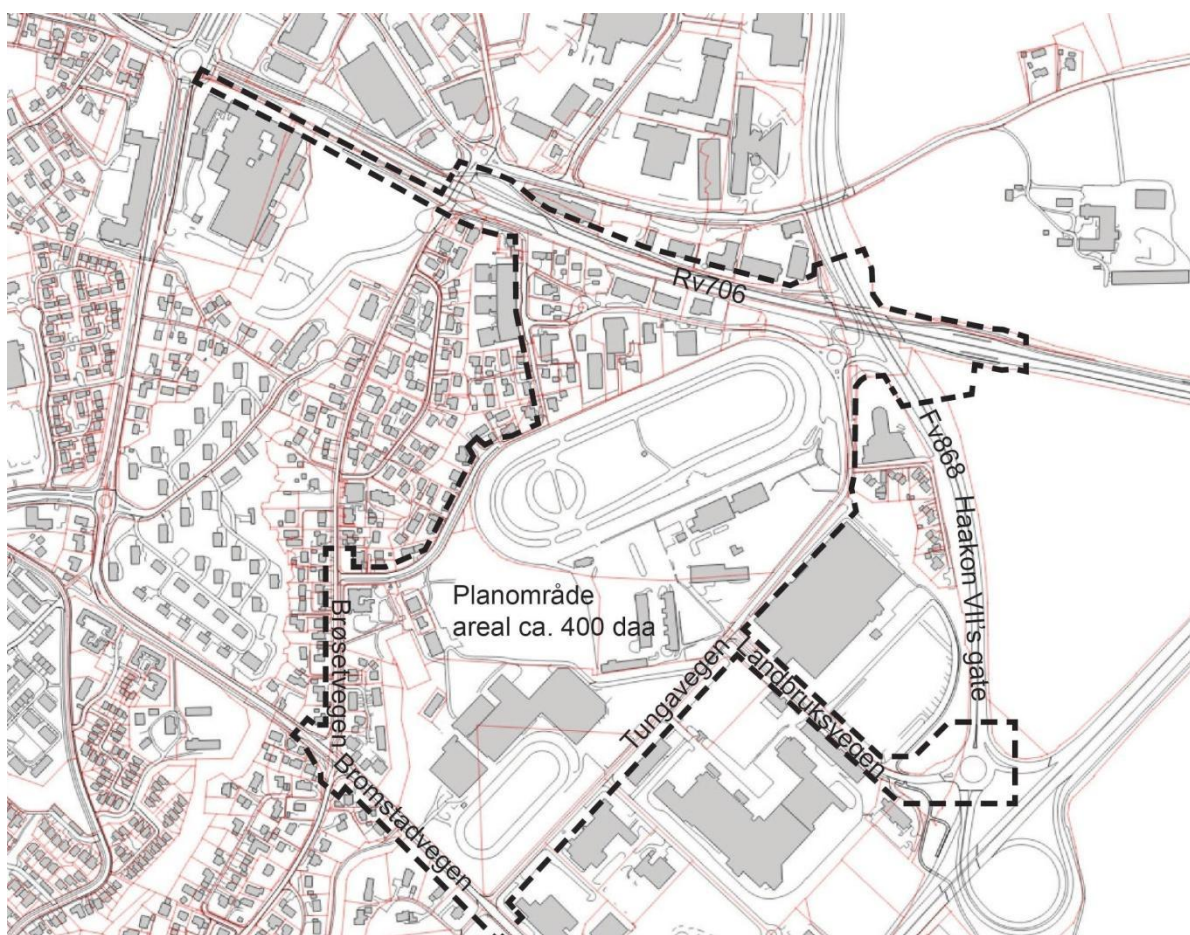 Rv706
Fv868 Haakon VII's gate
Planområde
areal ca. 400 daa
Brøsetvegen
Tungavegen
Landbruksvegen
Bromstadvegen